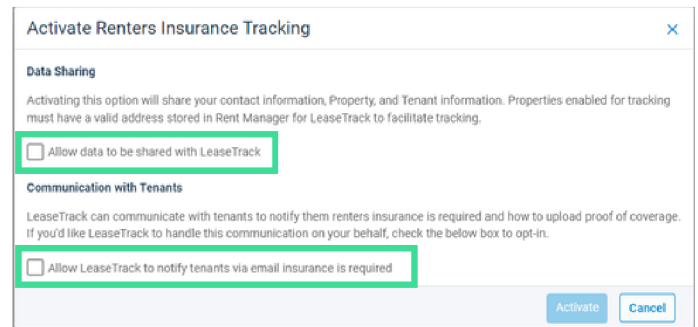 Activate Renters Insurance Tracking
Data Sharing
Activating this option will share your contact information, Property, and Tenant information. Properties enabled for tracking
must have a valid address stored in Rent Manager for LeaseTrack to facilitate tracking.
Allow data to be shared with LeaseTrack
Communication with Tenants
LeaseTrack can communicate with tenants to notify them renters insurance is required and how to upload proof of coverage.
If you'd like LeaseTrack to handle this communication on your behalf, check the below box to opt-in.
Allow LeaseTrack to notify tenants via email insurance is required
Activate Cancel